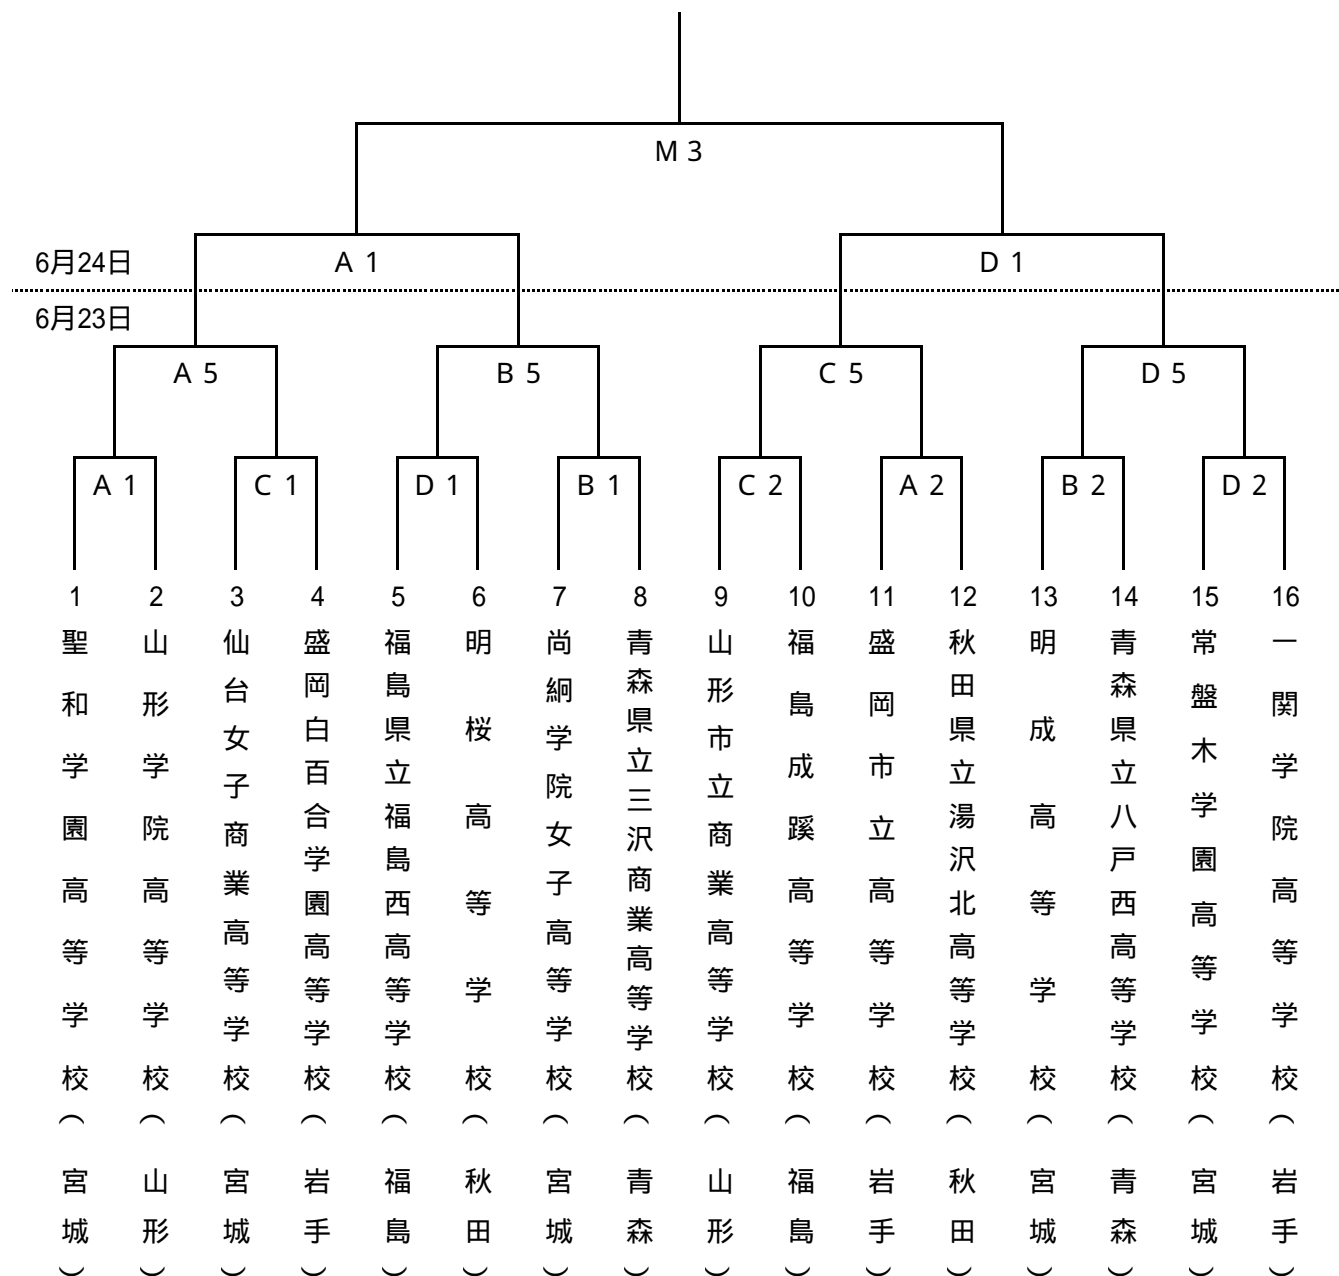 M 3
6月24日
A 1
D 1
6月23日
A 5
B 5
C 5
D 5
A 1
C 1
D 1
B 1
C 2
A 2
B 2
D 2
1
聖和学園高等学校(宮城)
2
山形学院高等学校(山形)
3
仙台女子商業高等学校(宮城)
4
盛岡白百合学園高等学校(岩手)
5
福島県立福島西高等学校(福島)
6
明桜高等学校(秋田)
7
尚絅学院女子高等学校(宮城)
8
青森県立三沢商業高等学校(青森)
9
山形市立商業高等学校(山形)
10
福島成蹊高等学校(福島)
11
盛岡市立高等学校(岩手)
12
秋田県立湯沢北高等学校(秋田)
13
明成高等学校(宮城)
14
青森県立八戸西高等学校(青森)
15
常盤木学園高等学校(宮城)
16
一関学院高等学校(岩手)